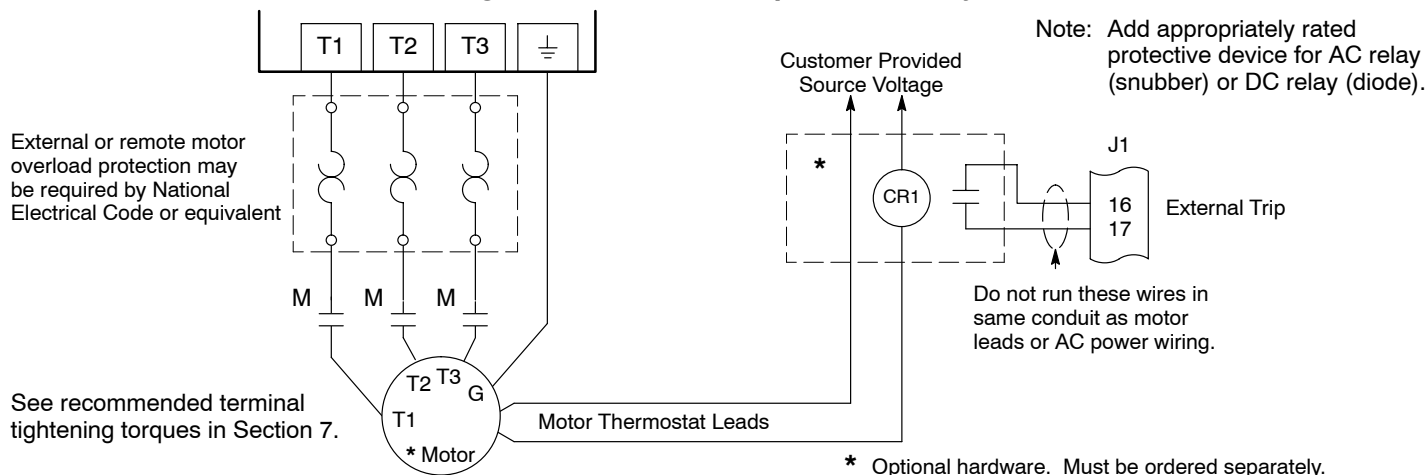 T1 T2 T3
Note: Add appropriately rated
protective device for AC relay
(snubber) or DC relay (diode).
Customer Provided
Source Voltage
External or remote motor
overload protection may
be required by National
Electrical Code or equivalent
*
CR1
J1
16
17
External Trip
M M M
Do not run these wires in
same conduit as motor
leads or AC power wiring.
T2 T3
G
T1
* Motor
Motor Thermostat Leads
See recommended terminal
tightening torques in Section 7.
* Optional hardware. Must be ordered separately.